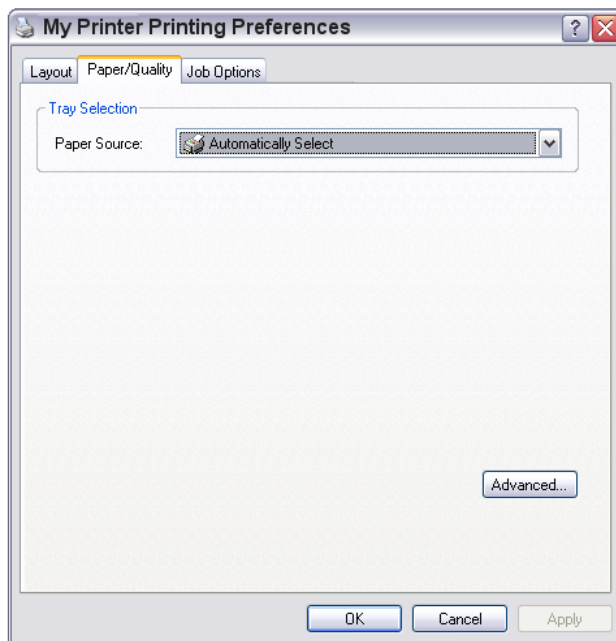 My Printer Printing Preferences
Layout Paper/Quality Job Options
Tray Selection
Paper Source: Automatically Select
Advanced...
OK Cancel Apply